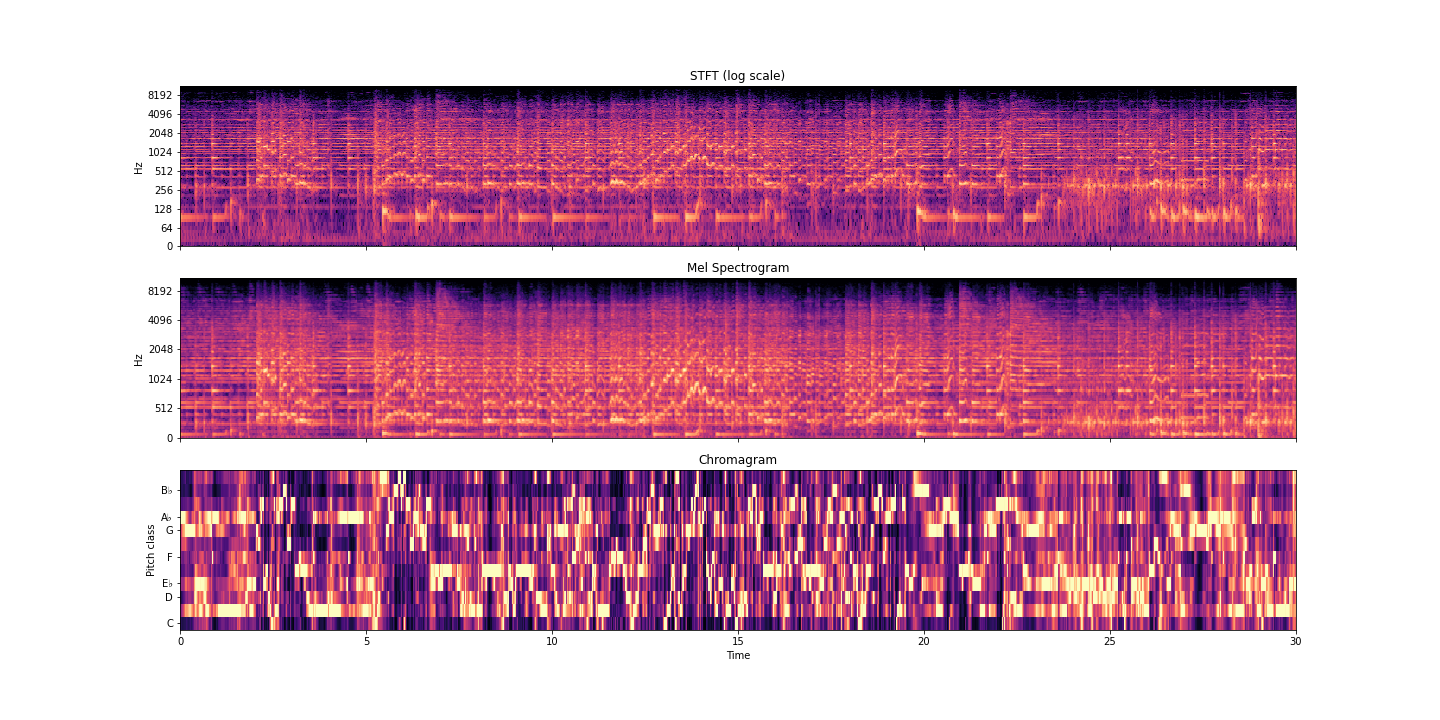 STFT (log scale)
8192
4096
2048
1024
512
256
128
64
0
Hz
Mel Spectrogram
8192
4096
2048
1024
512
0
Hz
Chromagram
B♭
A♭
G
F
E♭
D
C
Pitch class
0 5 10 15 20 25 30
Time